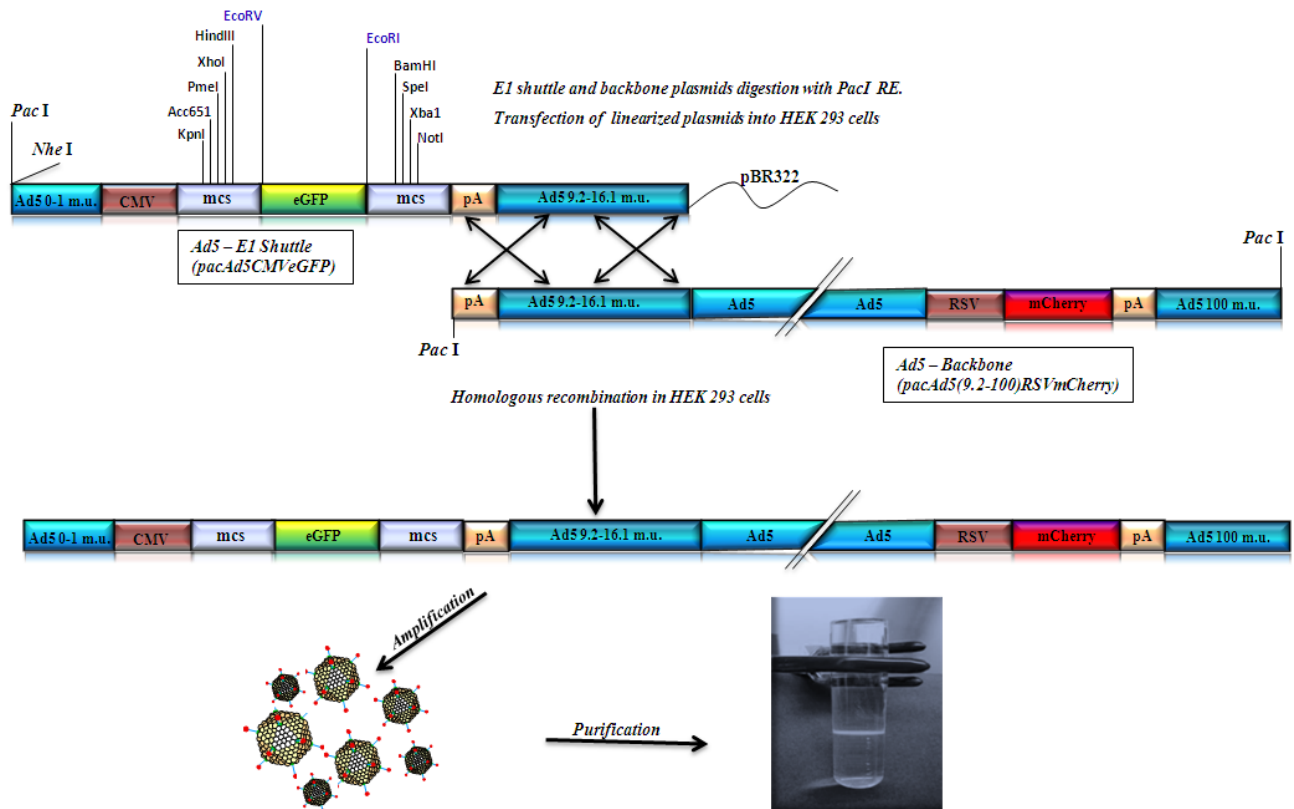 EcoRV
HindIII
EcoRI
XhoI
BamHI
PmeI
SpeI
E1 shuttle and backbone plasmids digestion with PacI RE.
Pac I
Acc651
Xba1
Transfection of linearized plasmids into HEK 293 cells
KpnI
NotI
Nhe I
pBR322
Ad5 0-1 m.u.
CMV
mcs
eGFP
mcs
pA
Ad5 9.2-16.1 m.u.
Ad5 – E1 Shuttle
(pacAd5CMVeGFP)
Pac I
pA
Ad5 9.2-16.1 m.u.
Ad5
Ad5
RSV
mCherry
pA
Ad5 100 m.u.
Pac I
Ad5 – Backbone
(pacAd5(9.2-100)RSVmCherry)
Homologous recombination in HEK 293 cells
Ad5 0-1 m.u.
CMV
mcs
eGFP
mcs
pA
Ad5 9.2-16.1 m.u.
Ad5
Ad5
RSV
mCherry
pA
Ad5 100 m.u.
Amplification
Purification